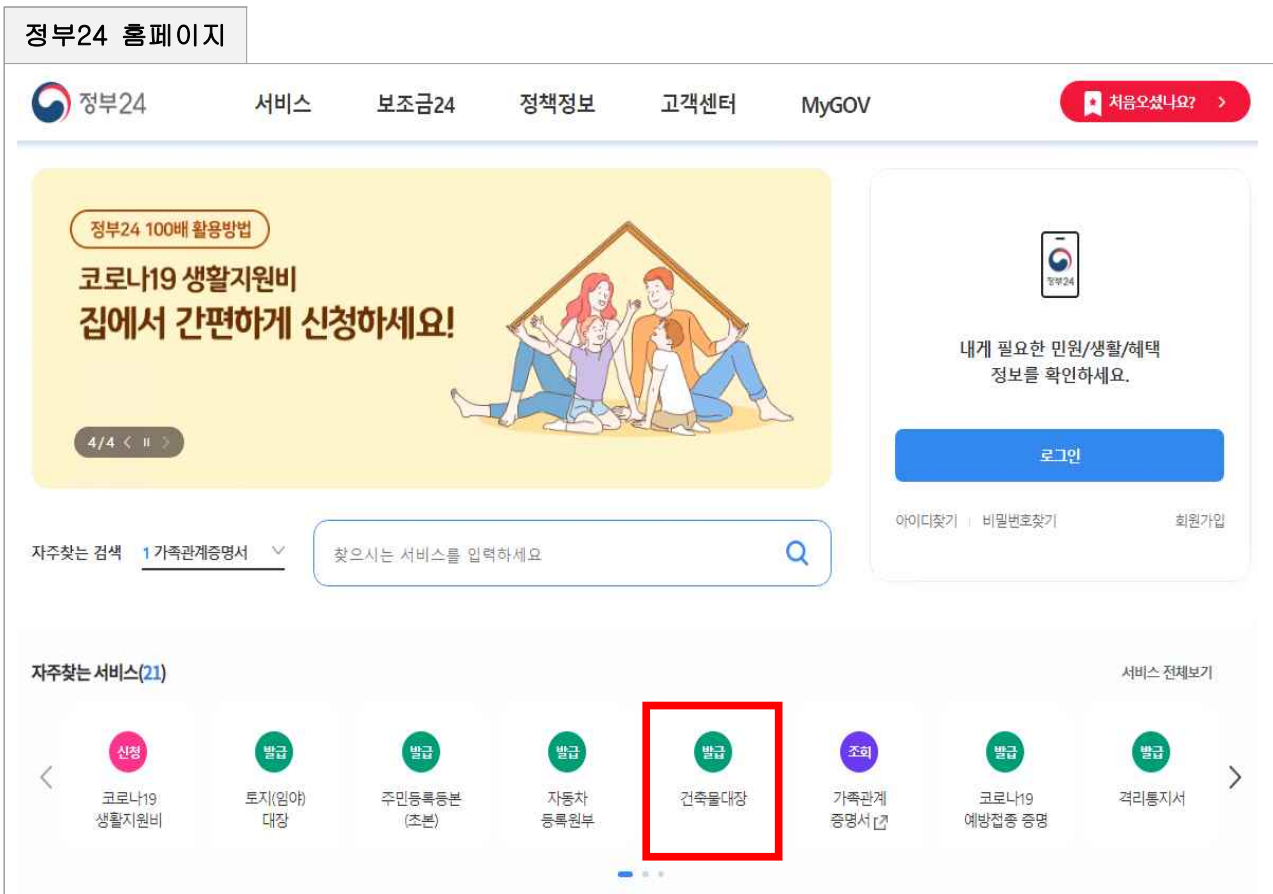 정부24 홈페이지
정부24 서비스 보조금24 정책정보 고객센터 MyGOV 처음오셨나요?
정부24 100배 활용방법
코로나19 생활지원비
집에서 간편하게 신청하세요!
4/4
정부24
내게 필요한 민원/생활/혜택
정보를 확인하세요.
로그인
아이디찾기 비밀번호찾기 회원가입
자주찾는 검색 1 가족관계증명서 찾으시는 서비스를 입력하세요
자주찾는 서비스(21) 서비스 전체보기
신청 발급 발급 발급 발급 조회 발급 발급
코로나19 토지(임야) 주민등록등본 자동차 건축물대장 가족관계 코로나19 격리통지서
생활지원비 대장 (초본) 등록원부 증명서 예방접종 증명